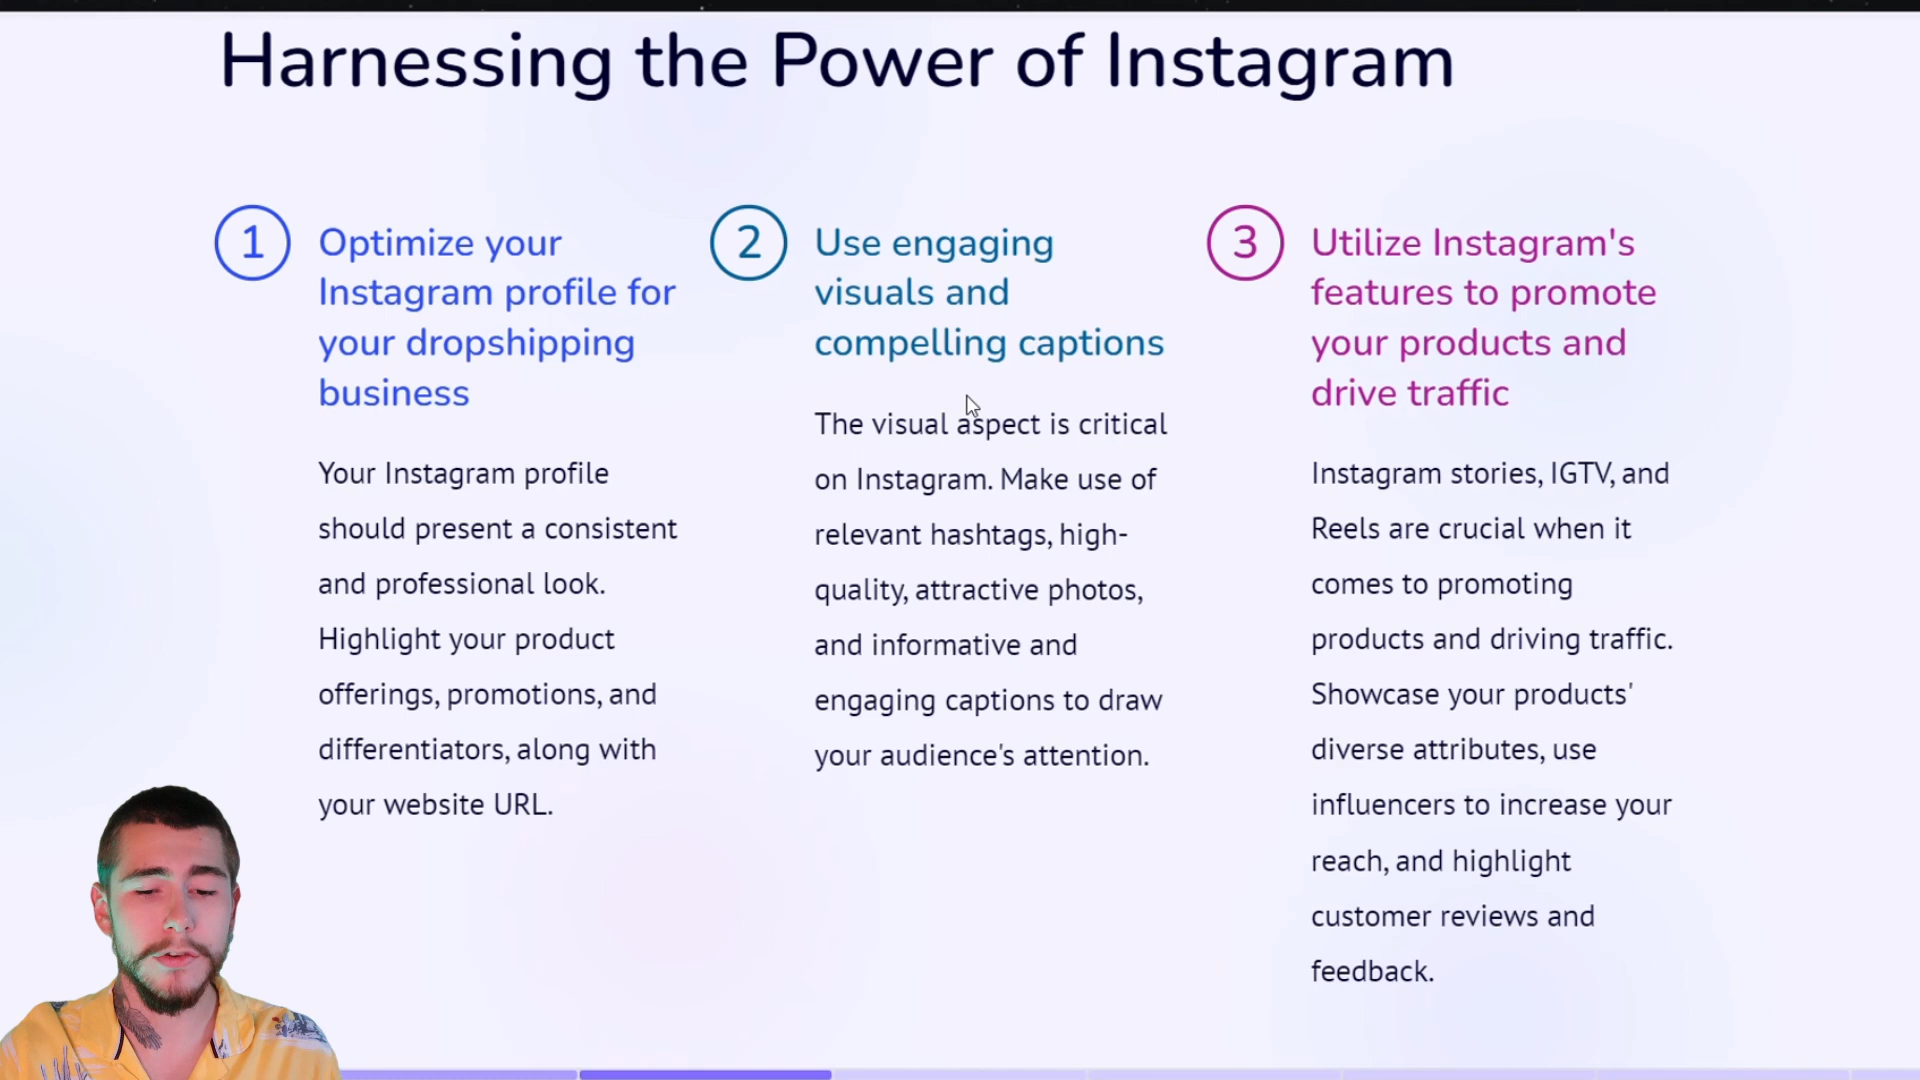 Harnessing the Power of Instagram
1
Optimize your
Instagram profile for
your dropshipping
business
Your Instagram profile
should present a consistent
and professional look.
Highlight your product
offerings, promotions, and
differentiators, along with
your website URL.
2
Use engaging
visuals and
compelling captions
The visual aspect is critical
on Instagram. Make use of
relevant hashtags, high-
quality, attractive photos,
and informative and
engaging captions to draw
your audience's attention.
3
Utilize Instagram's
features to promote
your products and
drive traffic
Instagram stories, IGTV, and
Reels are crucial when it
comes to promoting
products and driving traffic.
Showcase your products'
diverse attributes, use
influencers to increase your
reach, and highlight
customer reviews and
feedback.